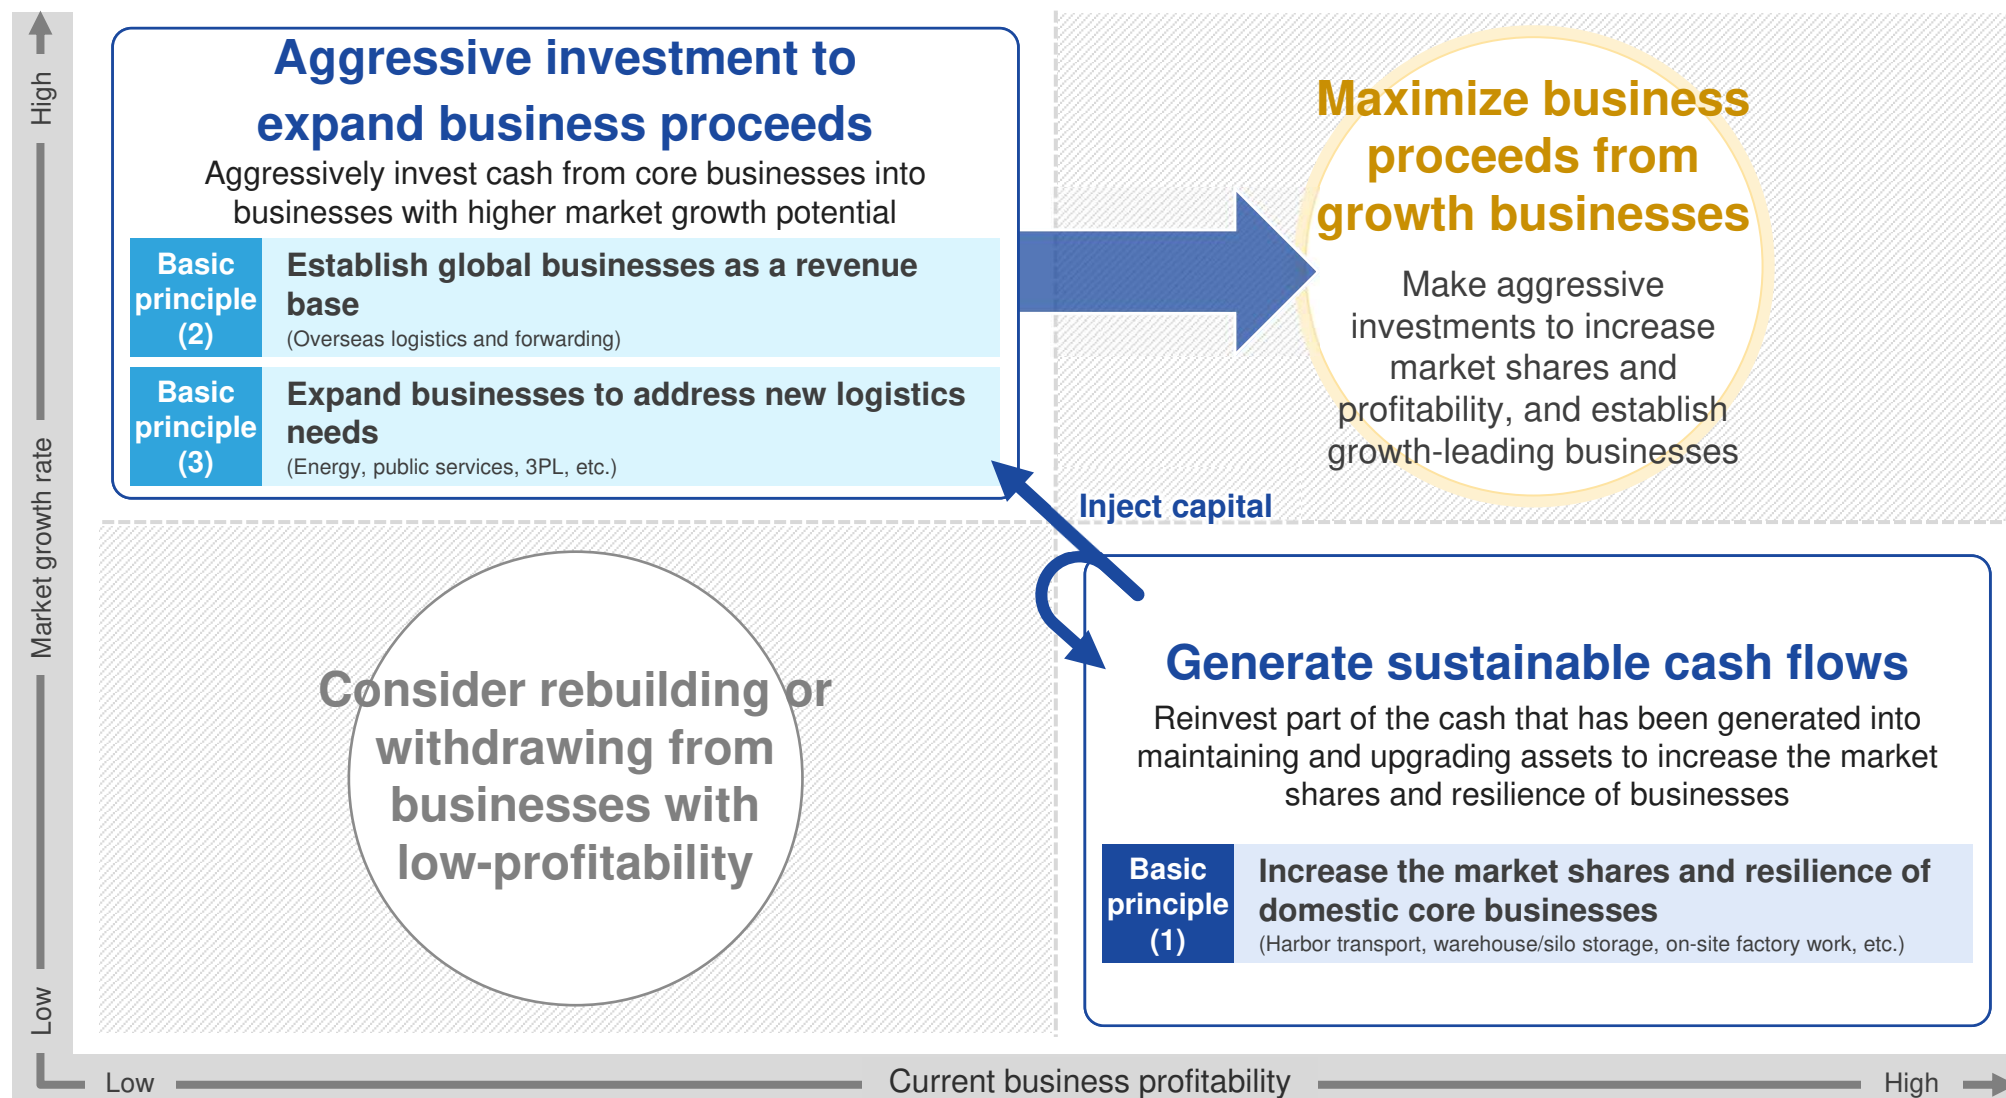 High
Market growth rate
Low
Aggressive investment to
expand business proceeds
Aggressively invest cash from core businesses into
businesses with higher market growth potential
Basic
principle
(2)
Establish global businesses as a revenue
base
(Overseas logistics and forwarding)
Basic
principle
(3)
Expand businesses to address new logistics
needs
(Energy, public services, 3PL, etc.)
Maximize business
proceeds from
growth businesses
Make aggressive
investments to increase
market shares and
profitability, and establish
growth-leading businesses
Inject capital
Consider rebuilding or
withdrawing from
businesses with
low-profitability
Generate sustainable cash flows
Reinvest part of the cash that has been generated into
maintaining and upgrading assets to increase the market
shares and resilience of businesses
Basic
principle
(1)
Increase the market shares and resilience of
domestic core businesses
(Harbor transport, warehouse/silo storage, on-site factory work, etc.)
Low
Current business profitability
High